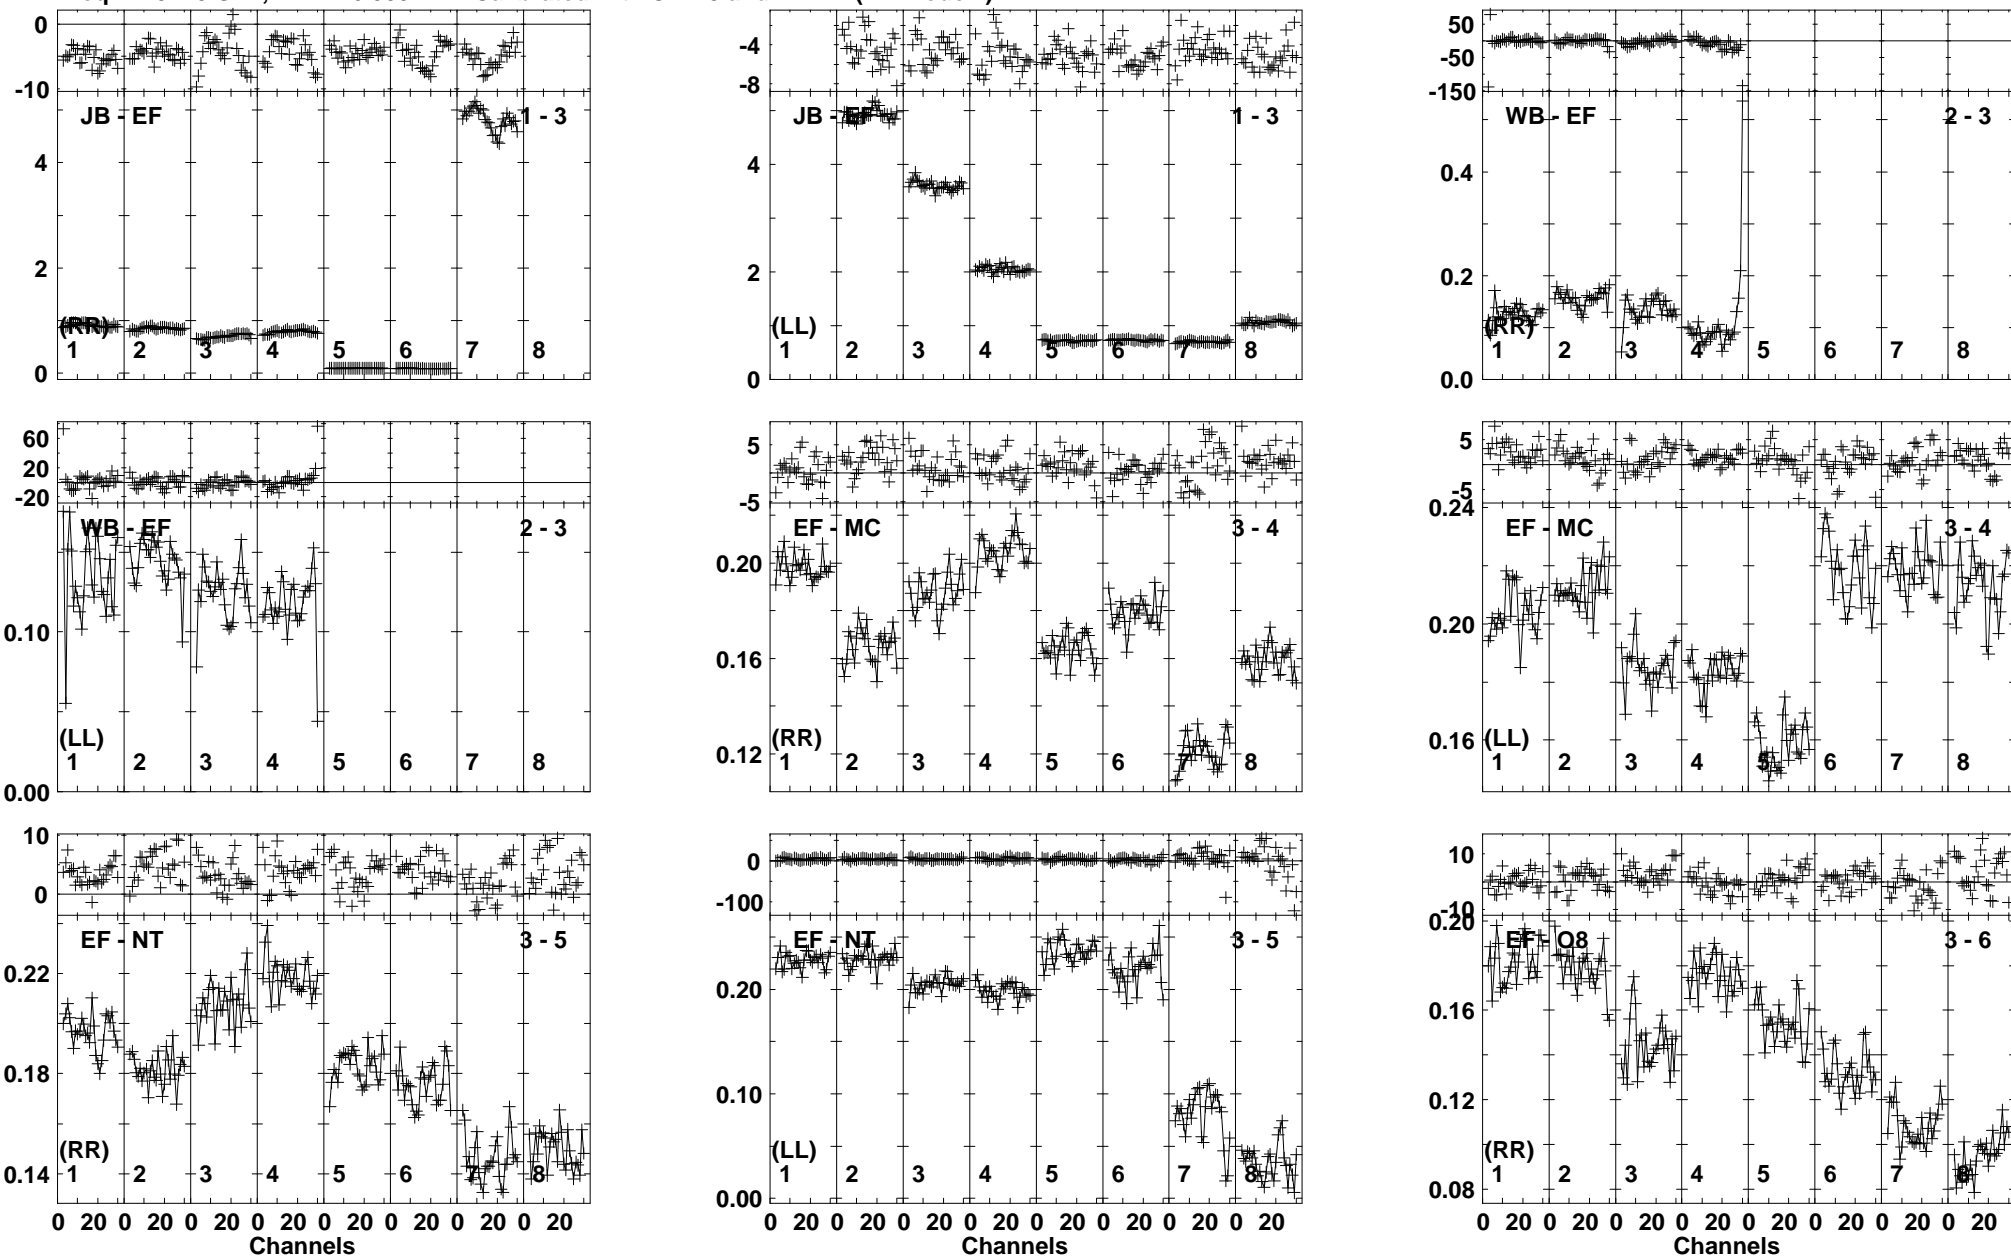 0 -10 JB - EF 1 - 3 4 2 0 (RR) 1 2 3 4 5 6 7 8
-4 -8 JB - EF 1 - 3 4 2 0 (LL) 1 2 3 4 5 6 7 8
50 -50 -150 WB - EF 2 - 3 0.4 0.2 0.0 (RR) 1 2 3 4 5 6 7 8
60 20 -20 WB - EF 2 - 3 0.10 0.00 (LL) 1 2 3 4 5 6 7 8
5 -5 EF - MC 3 - 4 0.20 0.16 0.12 (RR) 1 2 3 4 5 6 7 8
5 -5 0.24 EF - MC 3 - 4 0.20 0.16 (LL) 1 2 3 4 5 6 7 8
10 0 EF - NT 3 - 5 0.22 0.18 0.14 (RR) 1 2 3 4 5 6 7 8
0 20 0 20 0 20 0 20 0 20 0 20 0 20 0 20
Channels
0 -100 EF - NT 3 - 5 0.20 0.10 0.00 (LL) 1 2 3 4 5 6 7 8
0 20 0 20 0 20 0 20 0 20 0 20 0 20 0 20
Channels
10 -10 0.20 EF - O8 3 - 6 0.16 0.12 0.08 (RR) 1 2 3 4 5 6 7 8
0 20 0 20 0 20 0 20 0 20 0 20 0 20 0 20
Channels